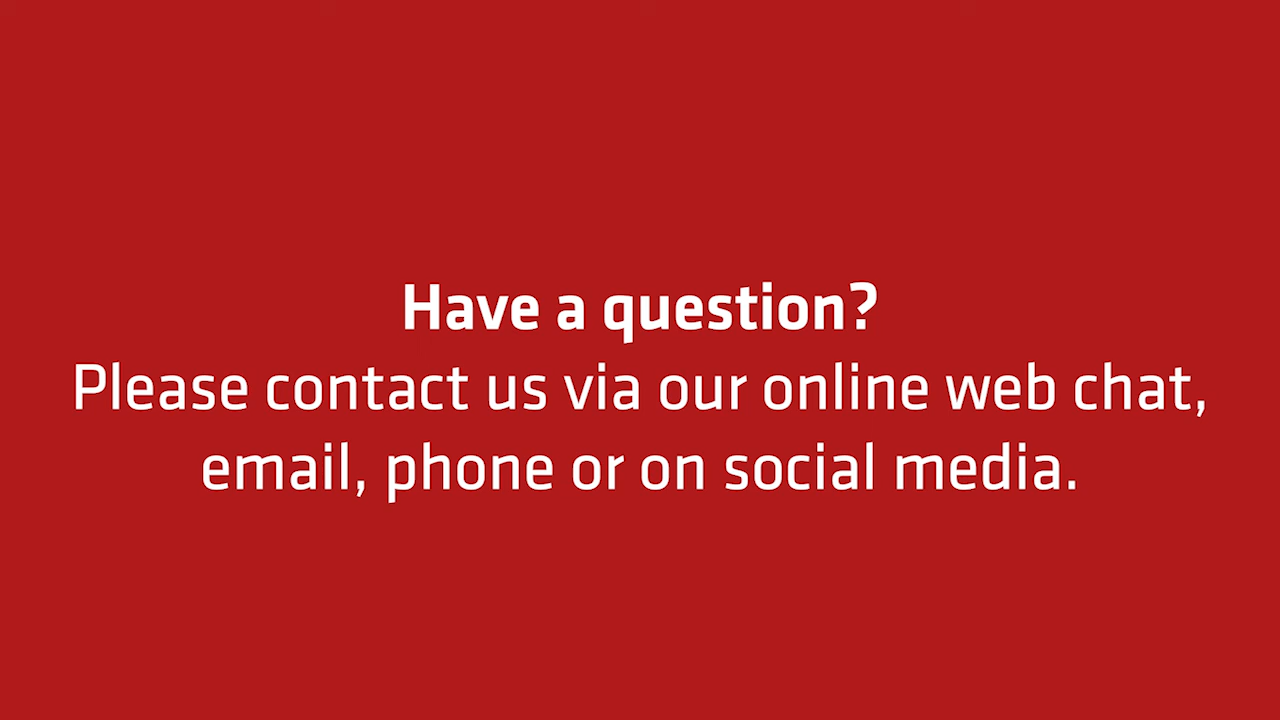 Have a question?
Please contact us via our online web chat,
email, phone or on social media.